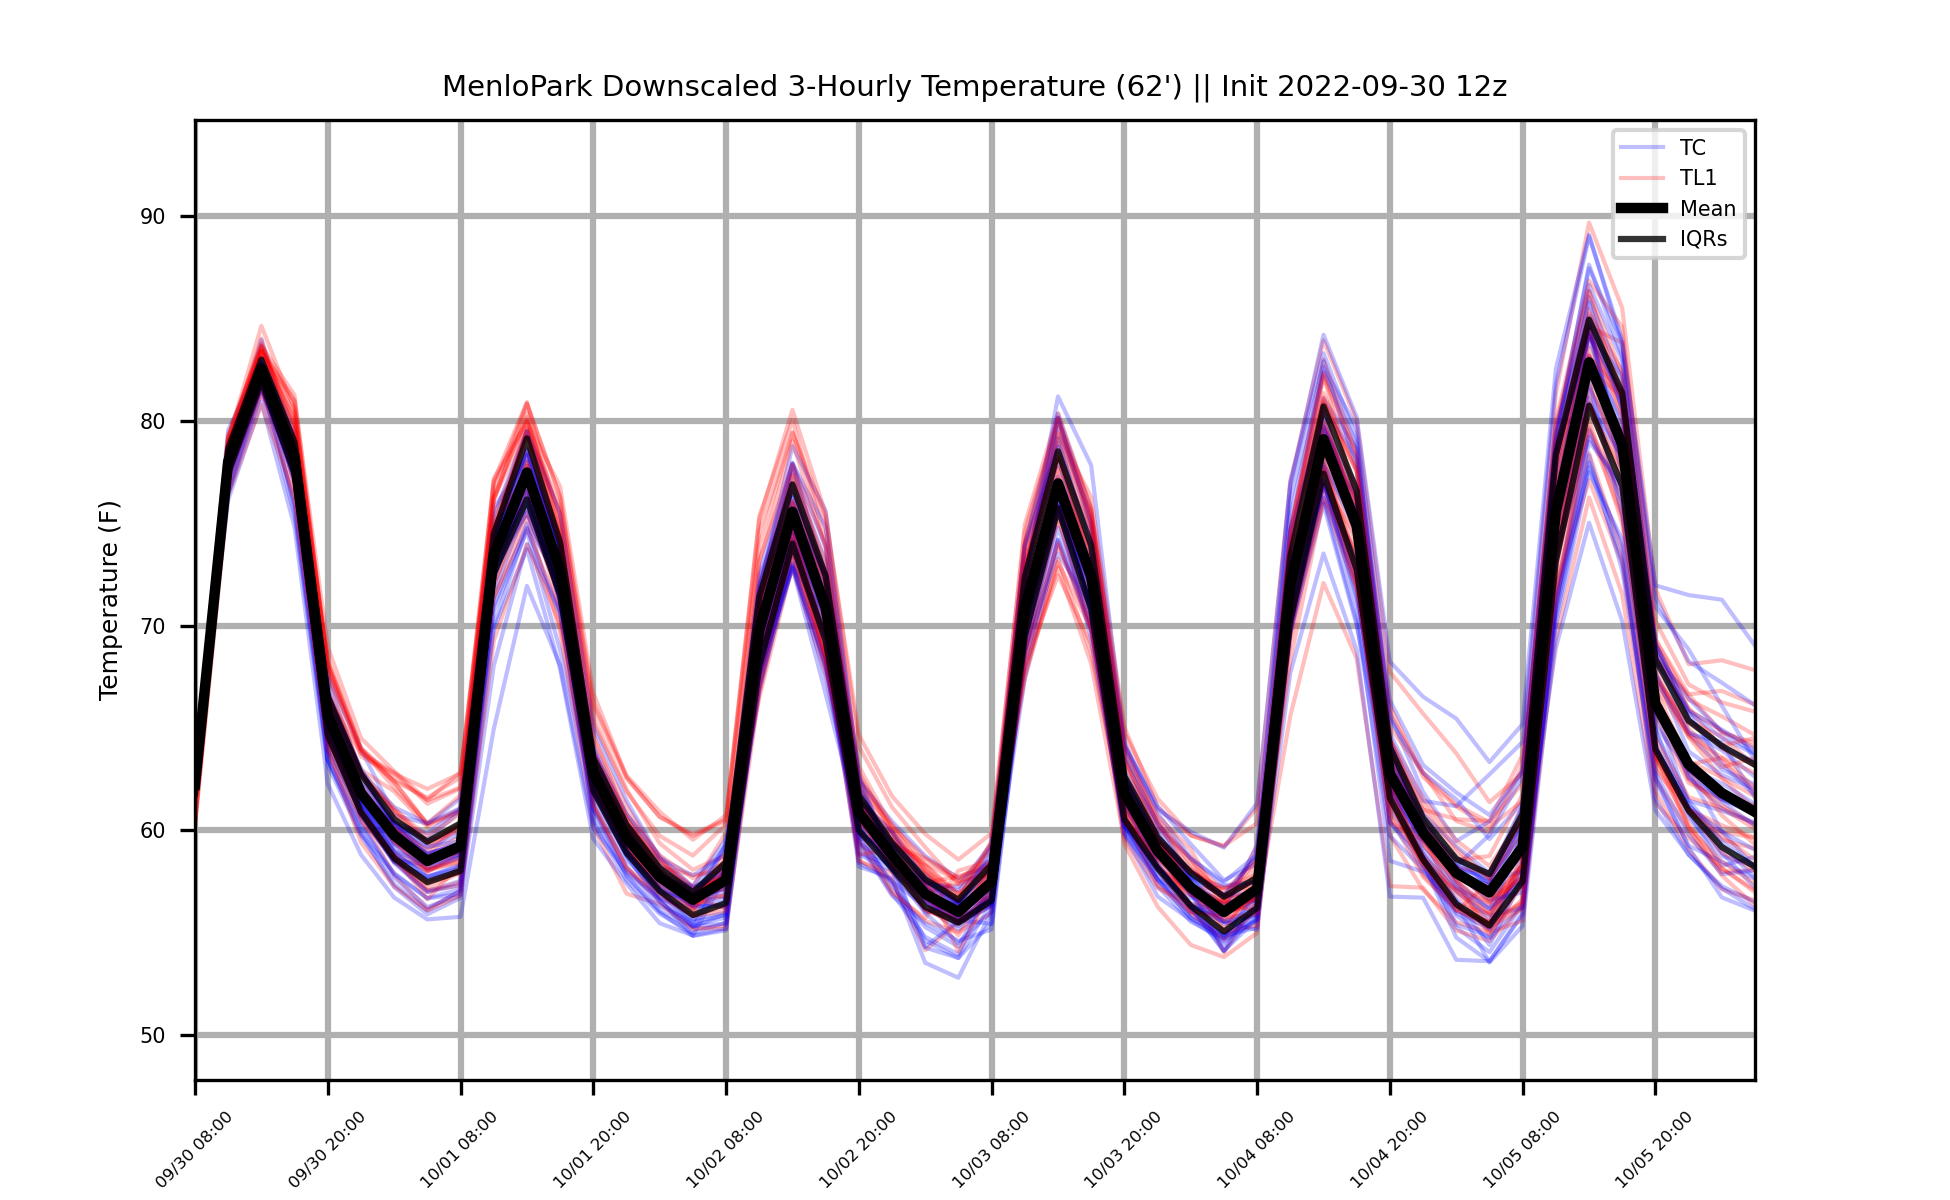 MenloPark Downscaled 3-Hourly Temperature (62') || Init 2022-09-30 12z
TC
TL1
Mean
IQRs
Temperature (F)
90
80
70
60
50
09/30 08:00
09/30 20:00
10/01 08:00
10/01 20:00
10/02 08:00
10/02 20:00
10/03 08:00
10/03 20:00
10/04 08:00
10/04 20:00
10/05 08:00
10/05 20:00